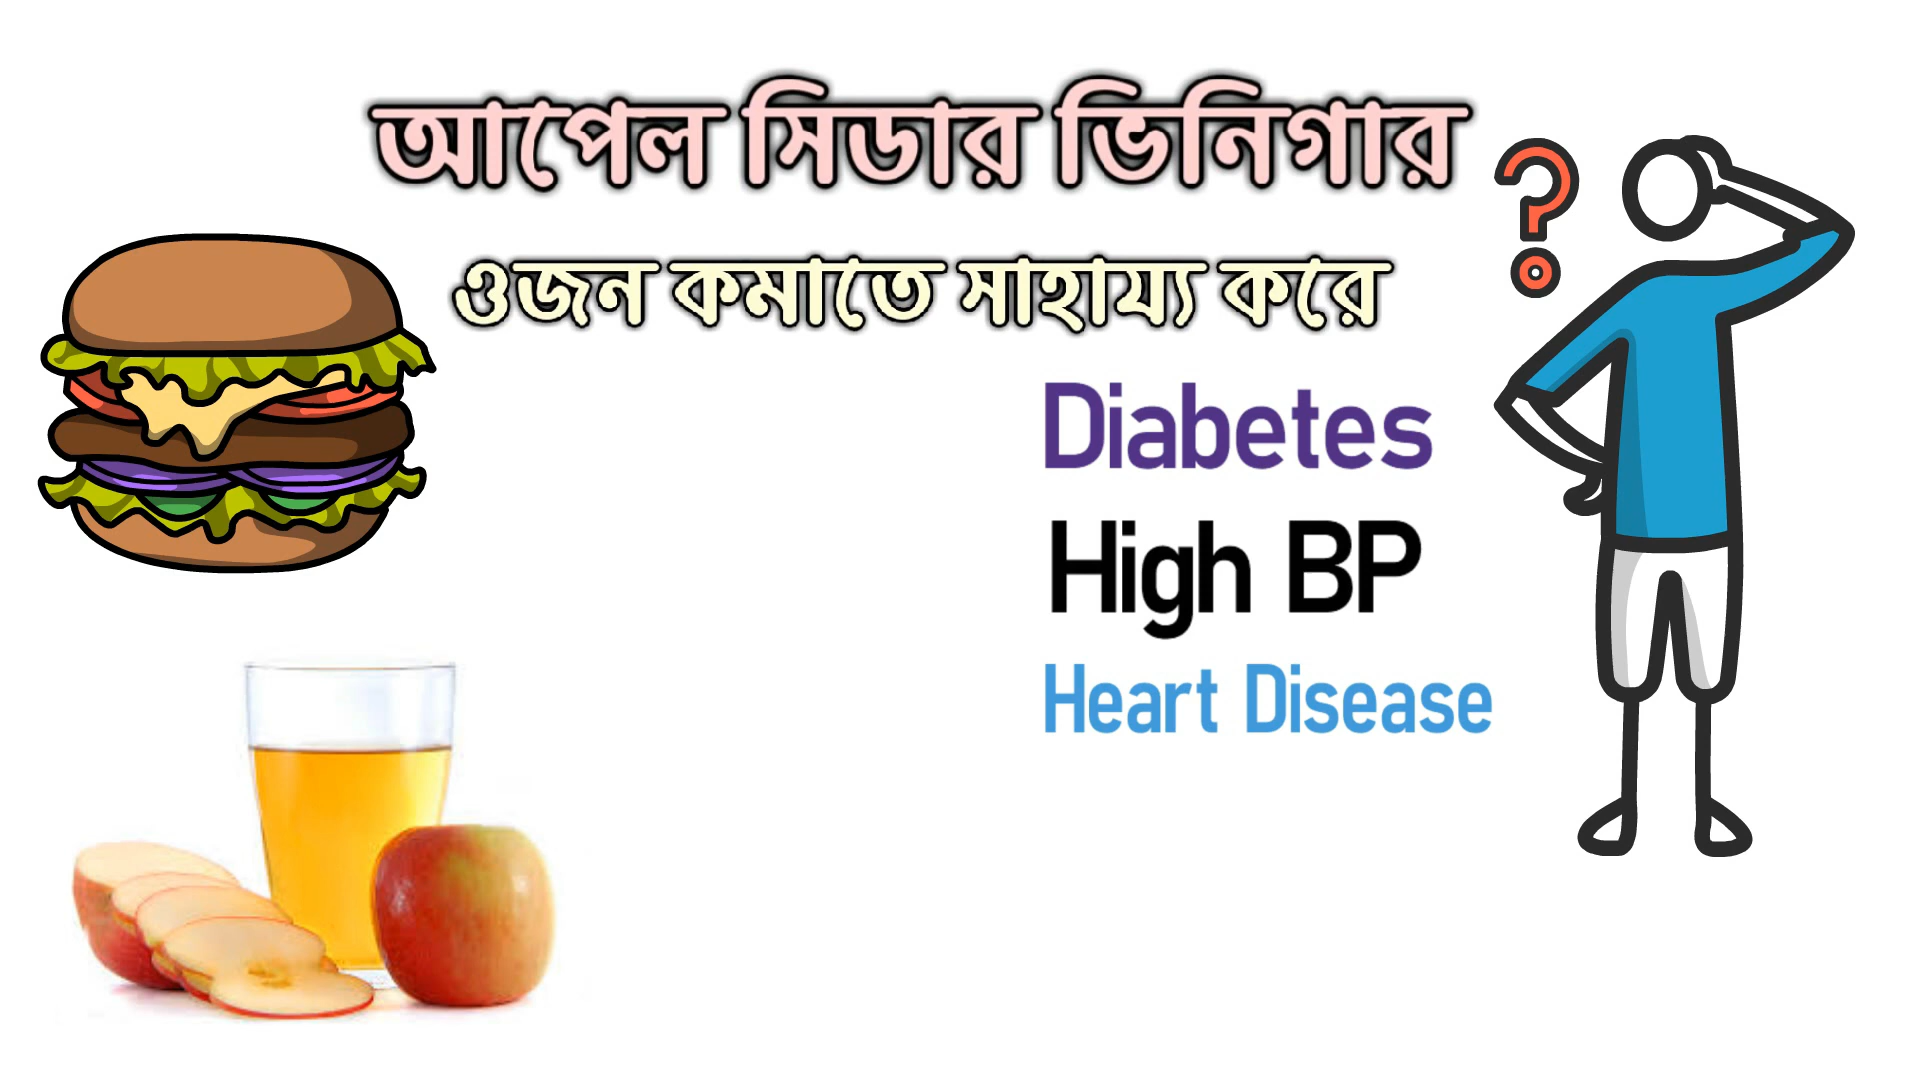 আপেল সিডার ভিনিগার
ওজন কমাতে সাহায্য করে
Diabetes
High BP
Heart Disease